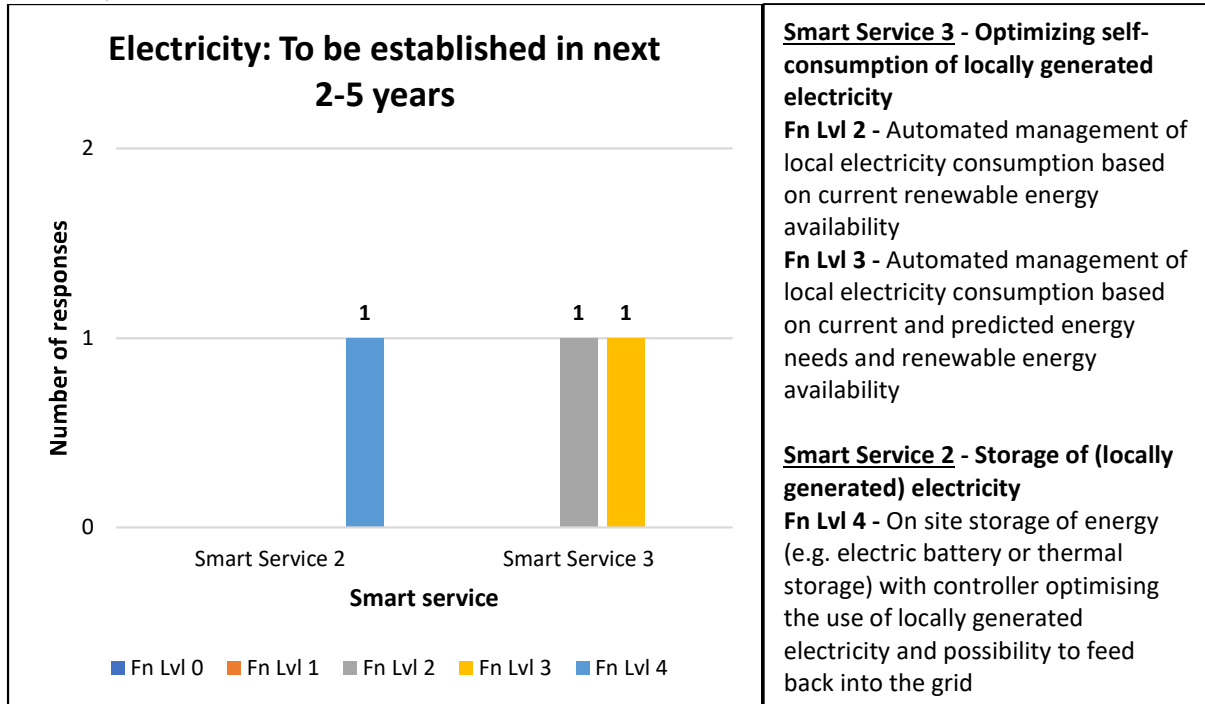 Electricity: To be established in next
2-5 years
Number of responses
2
1
0
1
1
1
Smart Service 2
Smart Service 3
Smart service
Fn Lvl 0
Fn Lvl 1
Fn Lvl 2
Fn Lvl 3
Fn Lvl 4
Smart Service 3 - Optimizing self-
consumption of locally generated
electricity
Fn Lvl 2 - Automated management of
local electricity consumption based
on current renewable energy
availability
Fn Lvl 3 - Automated management of
local electricity consumption based
on current and predicted energy
needs and renewable energy
availability
Smart Service 2 - Storage of (locally
generated) electricity
Fn Lvl 4 - On site storage of energy
(e.g. electric battery or thermal
storage) with controller optimising
the use of locally generated
electricity and possibility to feed
back into the grid